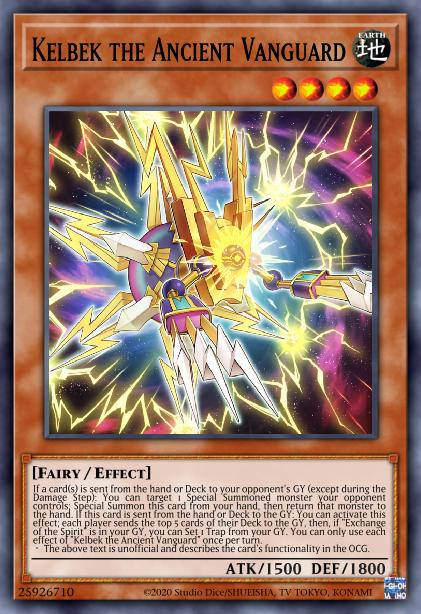 KELBEK THE ANCIENT VANGUARD
EARTH
地
[FAIRY / EFFECT]
If a card(s) is sent from the hand or Deck to your opponent's GY (except during the
Damage Step): You can target 1 Special Summoned monster your opponent
controls; Special Summon this card from your hand, then return that monster to
the hand. If this card is sent from the hand or Deck to the GY: You can activate this
effect; each player sends the top 5 cards of their Deck to the GY, then, if "Exchange
of the Spirit" is in your GY, you can Set 1 Trap from your GY. You can only use each
effect of "Kelbek the Ancient Vanguard" once per turn.
- The above text is unofficial and describes the card's functionality in the OCG.
ATK/1500 DEF/1800
25926710 ©2020 Studio Dice/SHUEISHA, TV TOKYO, KONAMI